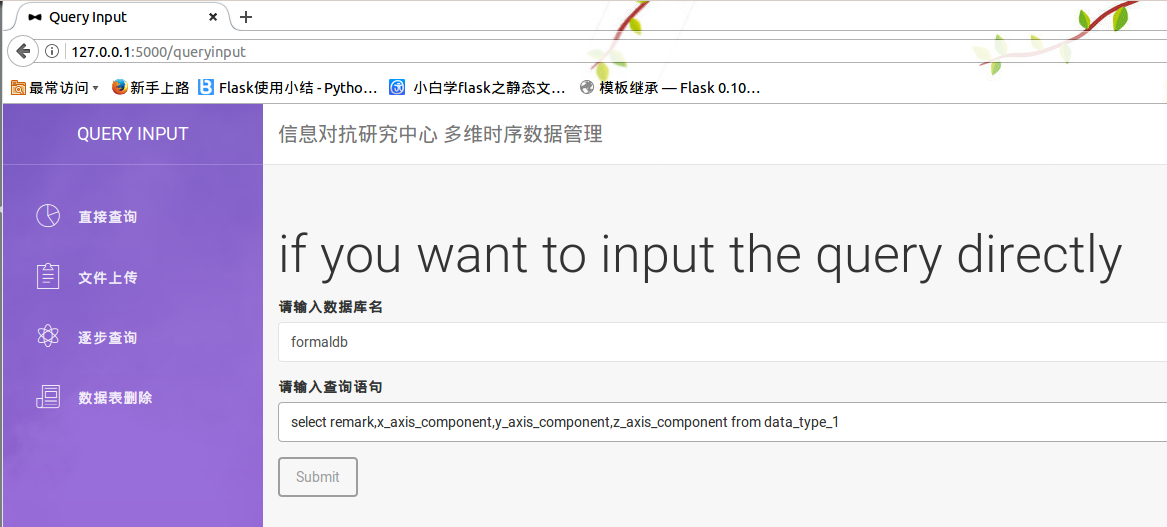 Query Input
127.0.0.1:5000/queryinput
最常访问 新手上路 Flask使用小结 - Pytho... 小白学flask之静态文... 模板继承 — Flask 0.10...
QUERY INPUT
信息对抗研究中心 多维时序数据管理
直接查询
文件上传
逐步查询
数据表删除
if you want to input the query directly
请输入数据库名
formaldb
请输入查询语句
select remark,x_axis_component,y_axis_component,z_axis_component from data_type_1
Submit